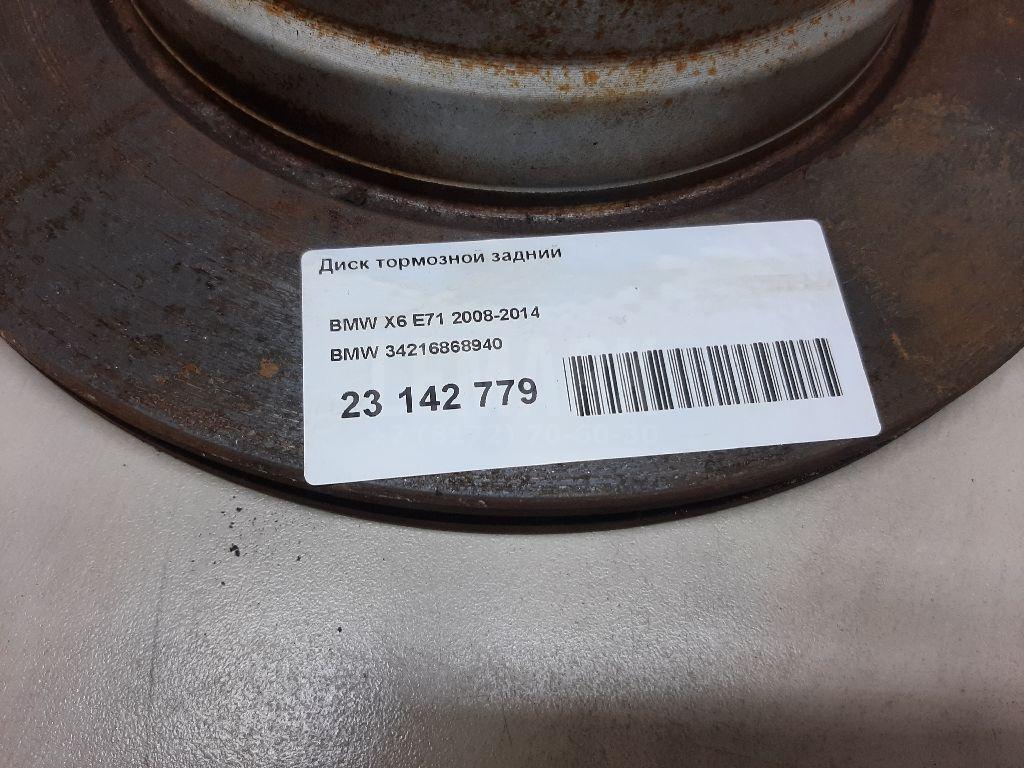 Диск тормозной задний
BMW X6 E71 2008-2014
BMW 34216868940
23 142 779